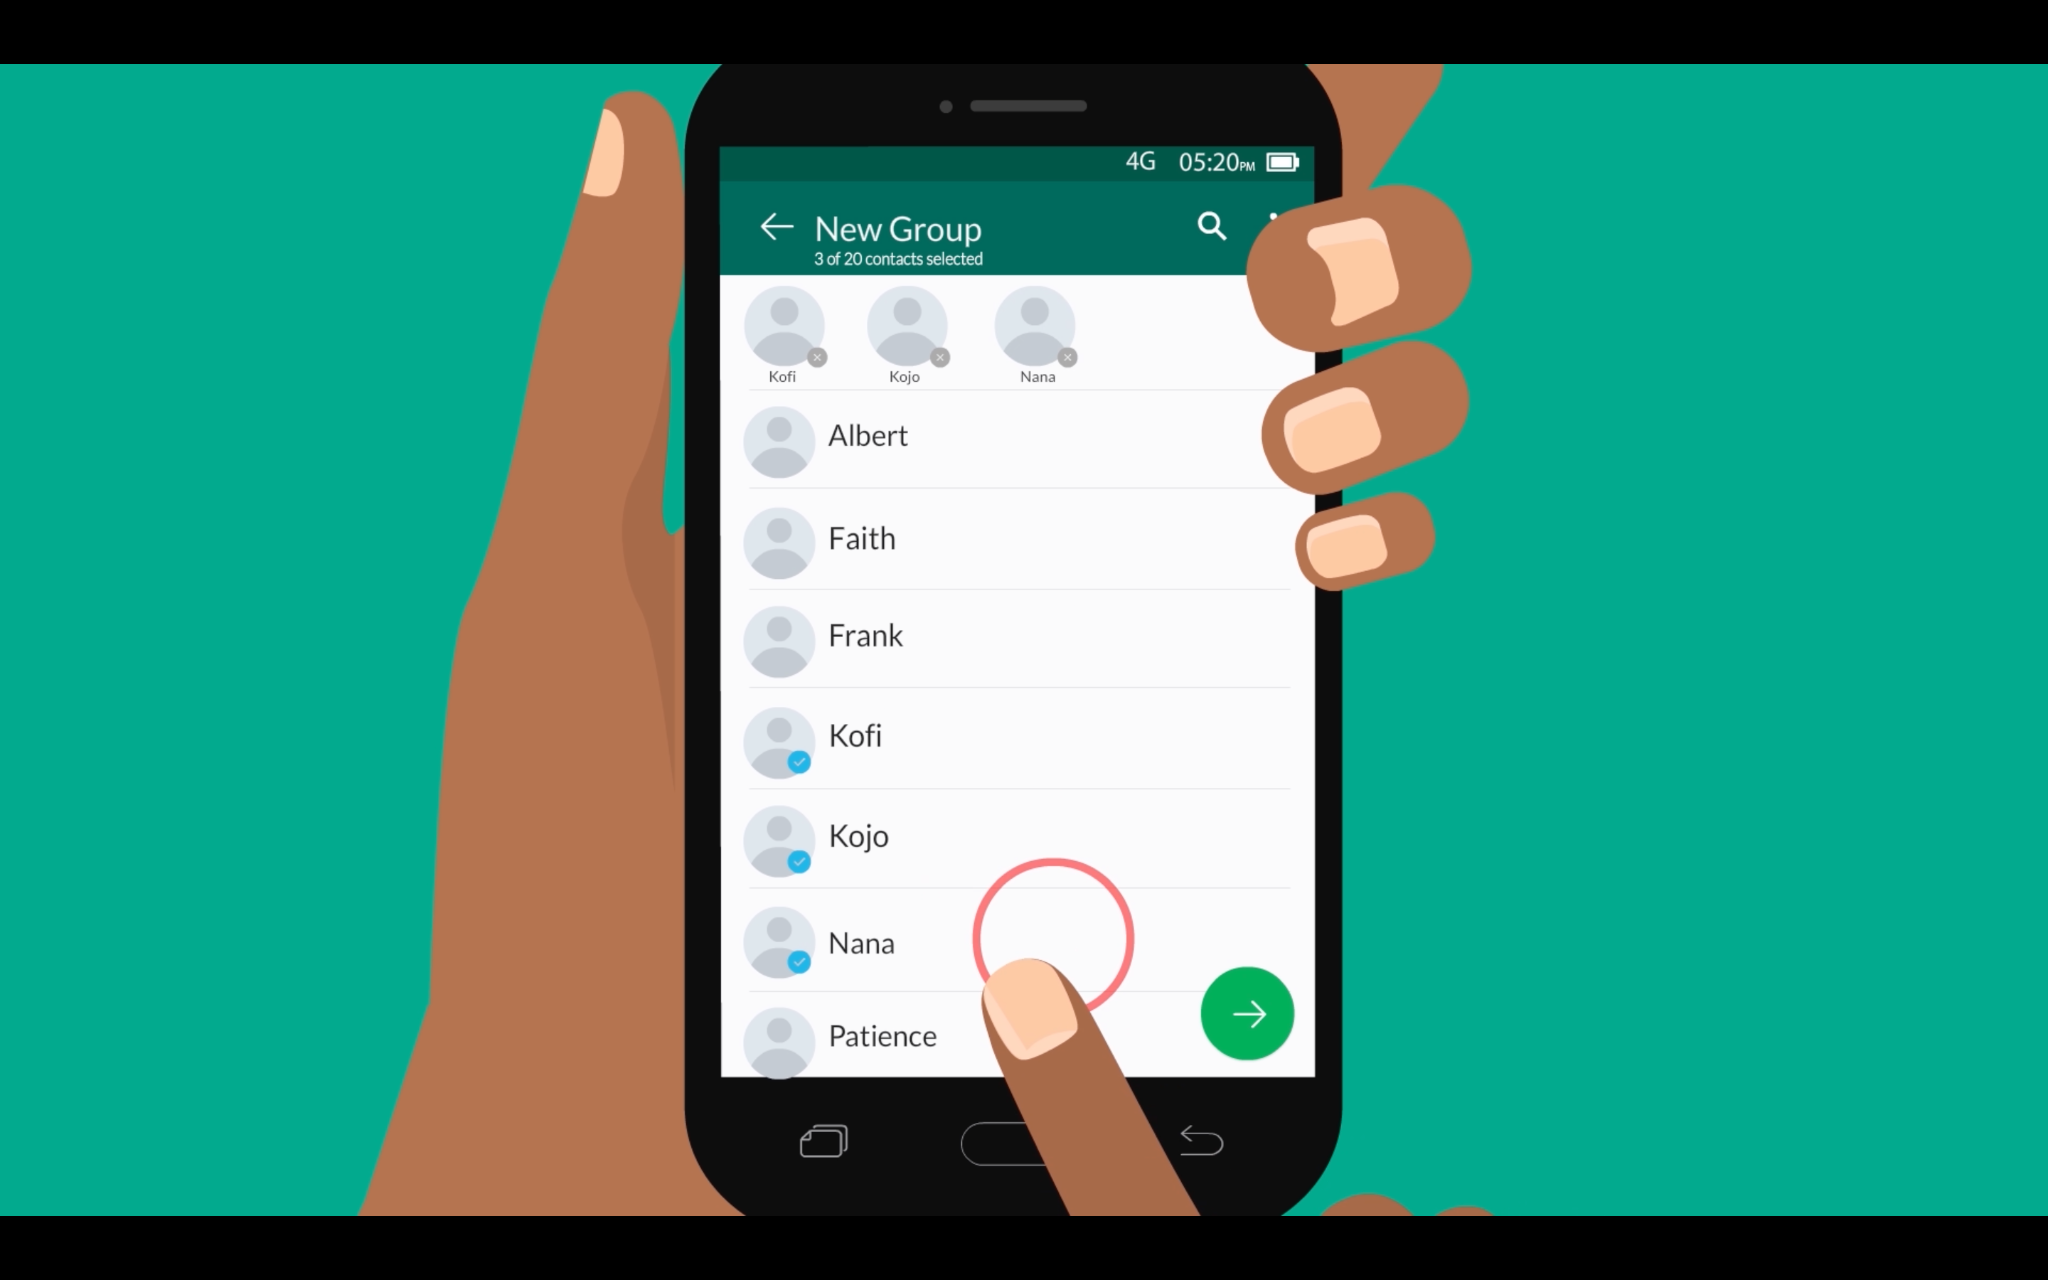 4G 05:20PM
New Group
3 of 20 contacts selected
Kofi Kojo Nana
Albert
Faith
Frank
Kofi
Kojo
Nana
Patience